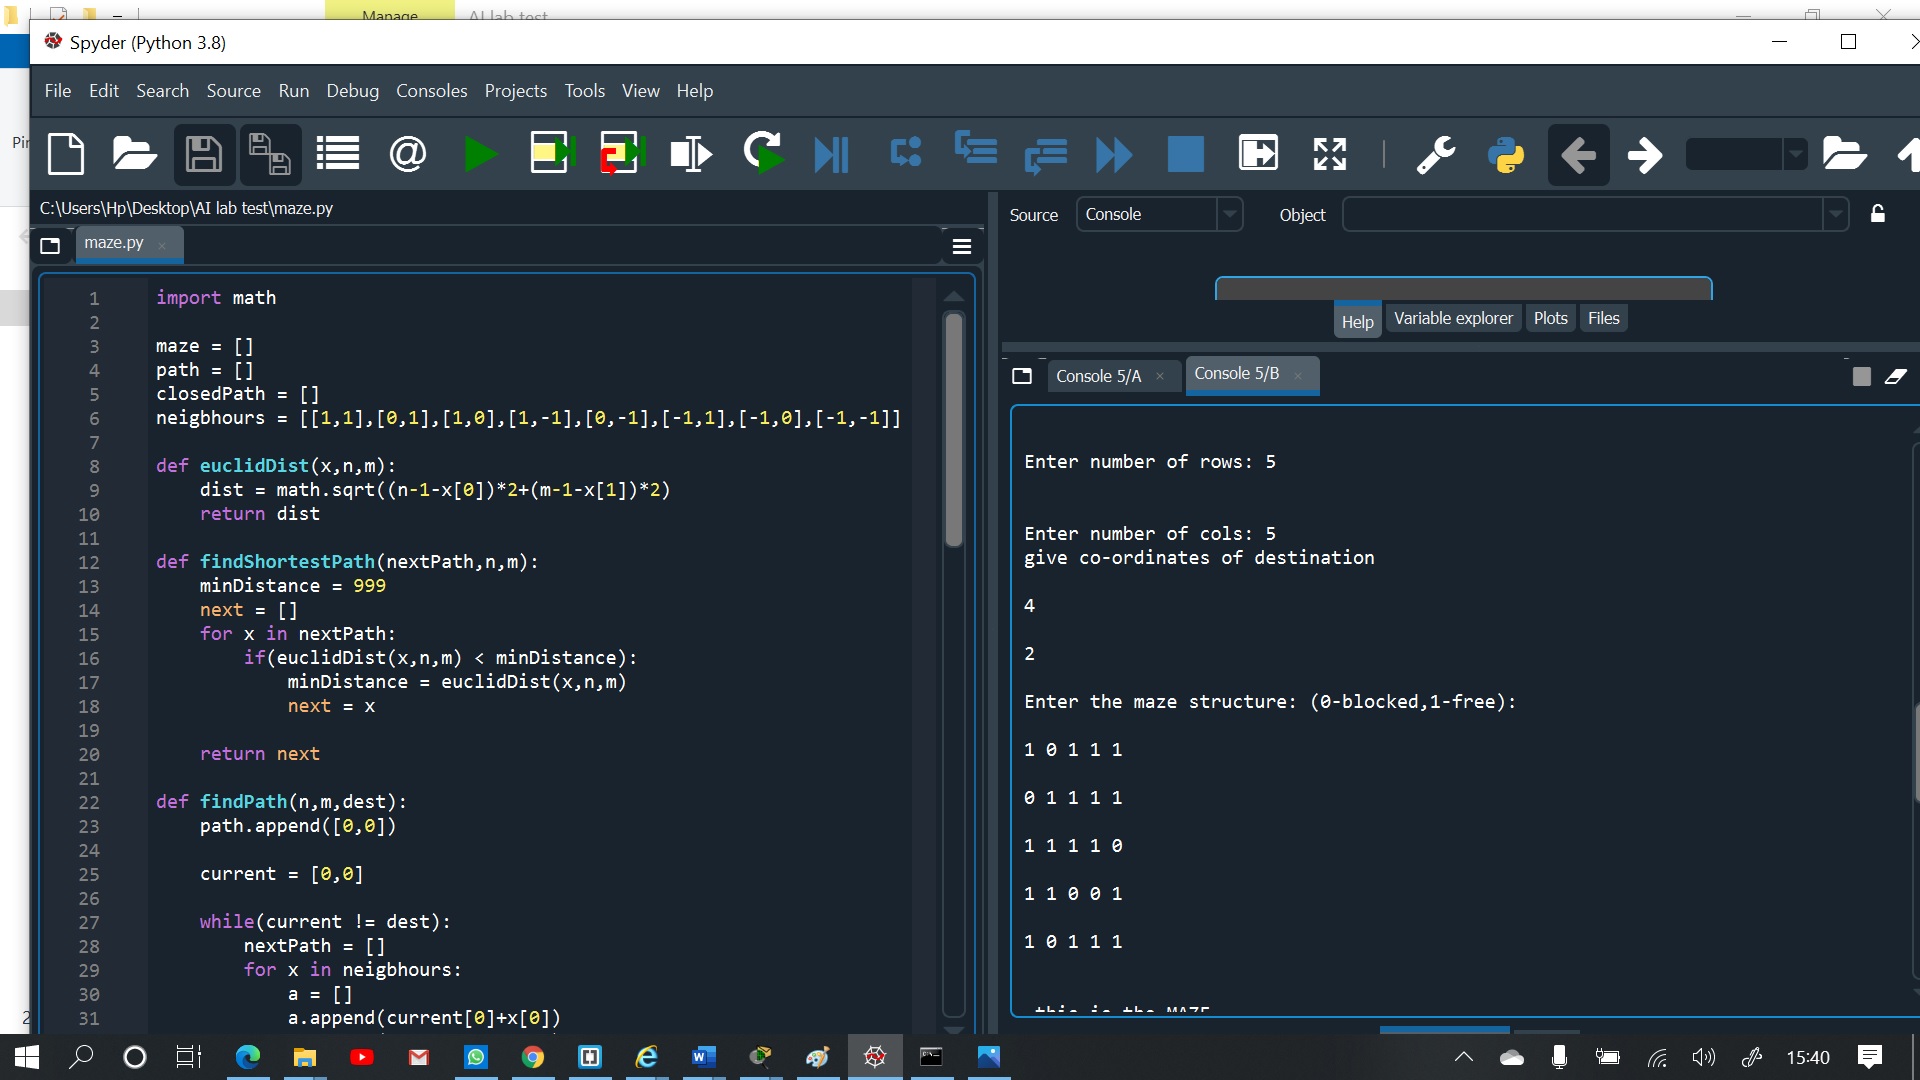 Manage
AI lab test
Spyder (Python 3.8)
File Edit Search Source Run Debug Consoles Projects Tools View Help
C:\Users\Hp\Desktop\AI lab test\maze.py
maze.py
1 import math
2
3 maze = []
4 path = []
5 closedPath = []
6 neigbhours = [[1,1],[0,1],[1,0],[1,-1],[0,-1],[-1,1],[-1,0],[-1,-1]]
7
8 def euclidDist(x,n,m):
9     dist = math.sqrt((n-1-x[0])*2+(m-1-x[1])*2)
10     return dist
11
12 def findShortestPath(nextPath,n,m):
13     minDistance = 999
14     next = []
15     for x in nextPath:
16         if(euclidDist(x,n,m) < minDistance):
17             minDistance = euclidDist(x,n,m)
18             next = x
19
20     return next
21
22 def findPath(n,m,dest):
23     path.append([0,0])
24
25     current = [0,0]
26
27     while(current != dest):
28         nextPath = []
29         for x in neigbhours:
30             a = []
31             a.append(current[0]+x[0])
Source Console Object
Help Variable explorer Plots Files
Console 5/A Console 5/B
Enter number of rows: 5
Enter number of cols: 5
give co-ordinates of destination
4
2
Enter the maze structure: (0-blocked,1-free):
1 0 1 1 1
0 1 1 1 1
1 1 1 1 0
1 1 0 0 1
1 0 1 1 1
this is the MAZE
15:40